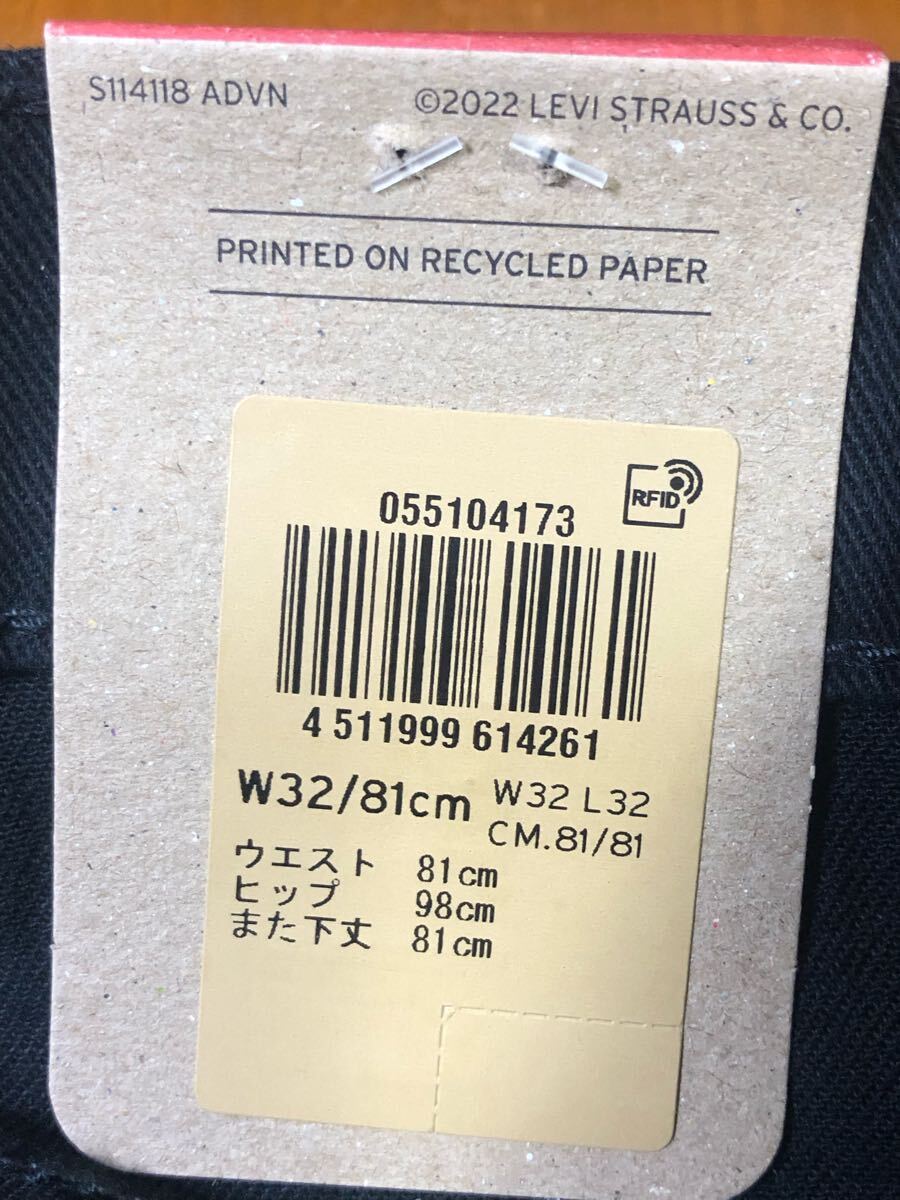 S114118 ADVN
©2022 LEVI STRAUSS & CO.
PRINTED ON RECYCLED PAPER
RFID
055104173
4 511999 614261
W32/81cm
W32 L32
CM.81/81
ウエスト 81cm
ヒップ 98cm
また下丈 81cm